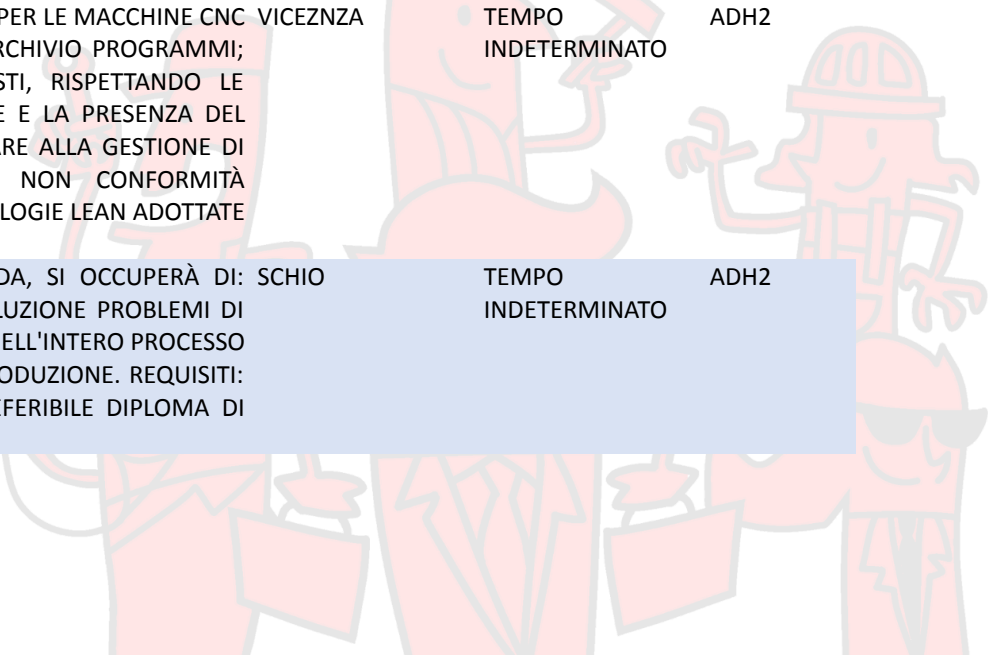 PER LE MACCHINE CNC VICEZNZA TEMPO ADH2
RCHIVIO PROGRAMMI; INDETERMINATO
STI, RISPETTANDO LE
E E LA PRESENZA DEL
ARE ALLA GESTIONE DI
NON CONFORMITÀ
LOGIE LEAN ADOTTATE
DA, SI OCCUPERÀ DI: SCHIO TEMPO ADH2
LUZIONE PROBLEMI DI INDETERMINATO
ELL'INTERO PROCESSO
ODUZIONE. REQUISITI:
EFERIBILE DIPLOMA DI